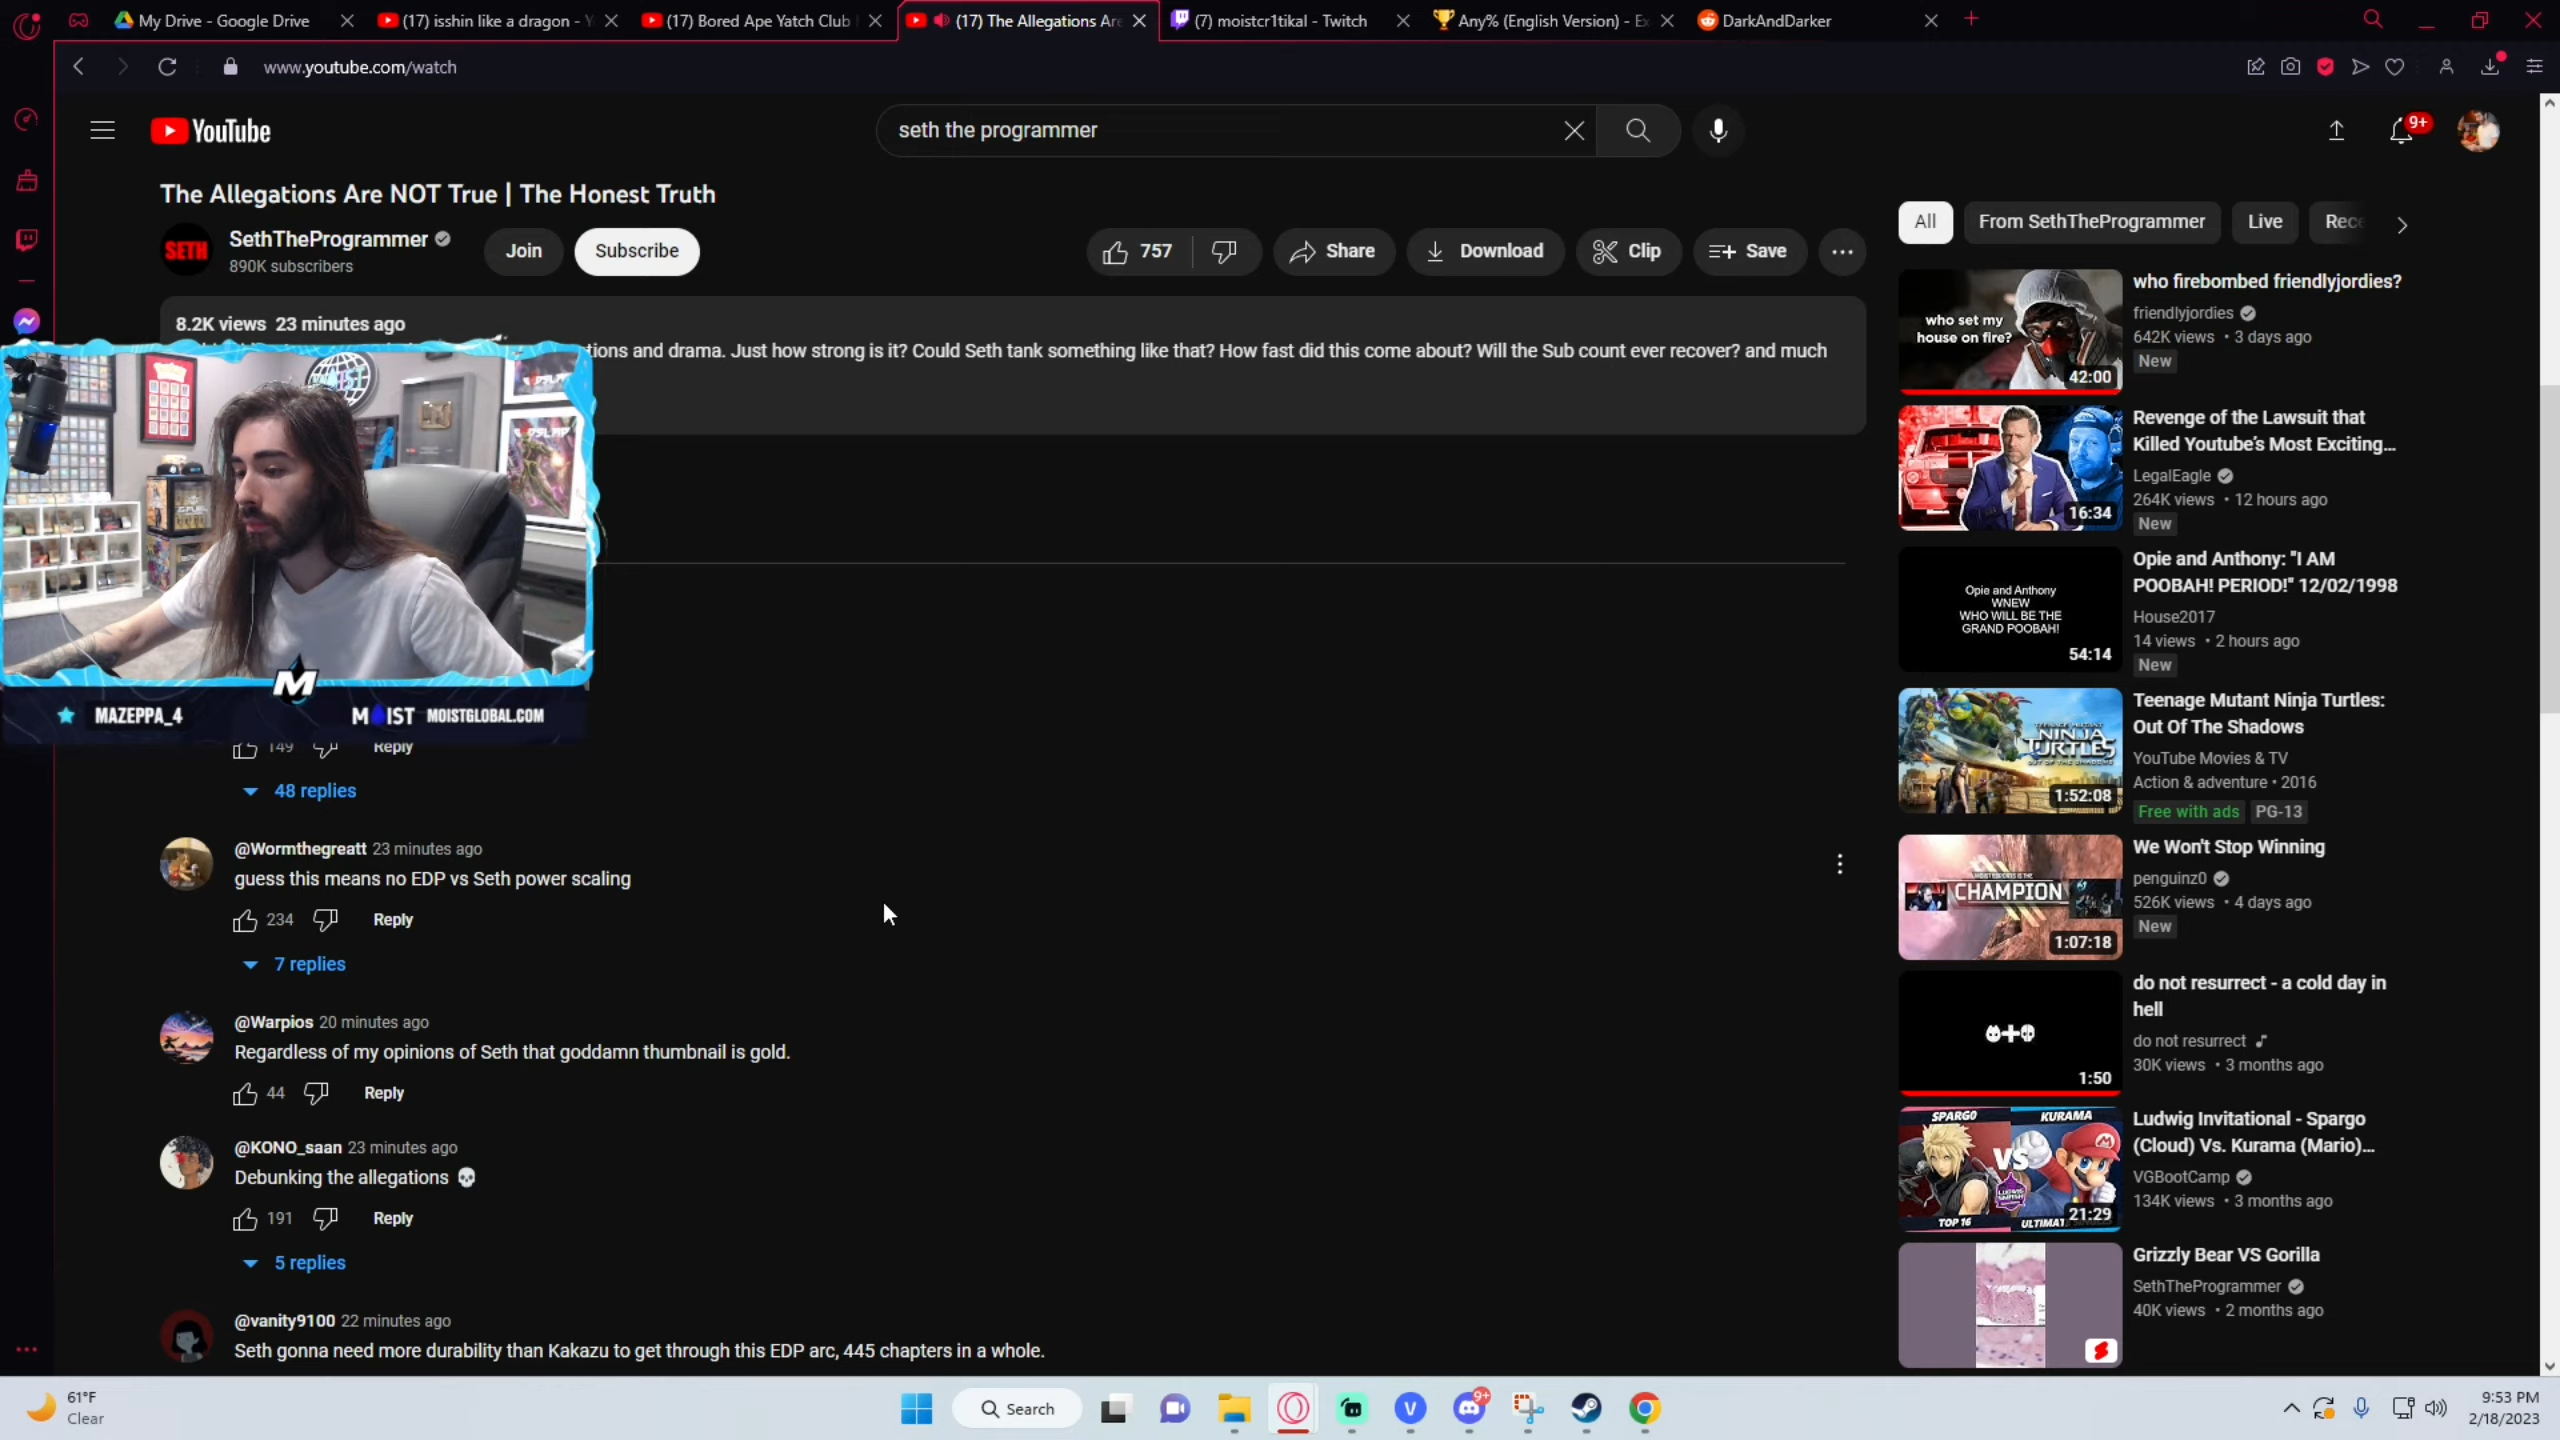 My Drive - Google Drive
(17) isshin like a dragon - Y
(17) Bored Ape Yatch Club
(17) The Allegations Are
(7) moistcr1tikal - Twitch
Any% (English Version) - Ex
DarkAndDarker
www.youtube.com/watch
YouTube
seth the programmer
9+
The Allegations Are NOT True | The Honest Truth
SETH
SethTheProgrammer
890K subscribers
Join
Subscribe
757
Share
Download
Clip
Save
8.2K views 23 minutes ago
tions and drama. Just how strong is it? Could Seth tank something like that? How fast did this come about? Will the Sub count ever recover? and much
MAZEPPA_4
M
MOIST
MOISTGLOBAL.COM
149
Reply
48 replies
@Wormthegreatt 23 minutes ago
guess this means no EDP vs Seth power scaling
234
Reply
7 replies
@Warpios 20 minutes ago
Regardless of my opinions of Seth that goddamn thumbnail is gold.
44
Reply
@KONO_saan 23 minutes ago
Debunking the allegations 💀
191
Reply
5 replies
@vanity9100 22 minutes ago
Seth gonna need more durability than Kakazu to get through this EDP arc, 445 chapters in a whole.
All
From SethTheProgrammer
Live
Rece
who set my
house on fire?
42:00
who firebombed friendlyjordies?
friendlyjordies
642K views • 3 days ago
New
16:34
Revenge of the Lawsuit that
Killed Youtube's Most Exciting...
LegalEagle
264K views • 12 hours ago
New
Opie and Anthony
WNEW
WHO WILL BE THE
GRAND POOBAH!
54:14
Opie and Anthony: "I AM
POOBAH! PERIOD!" 12/02/1998
House2017
14 views • 2 hours ago
New
TEENAGE MUTANT
NINJA
TURTLES
OUT OF THE SHADOWS
1:52:08
Teenage Mutant Ninja Turtles:
Out Of The Shadows
YouTube Movies & TV
Action & adventure • 2016
Free with ads
PG-13
CHAMPION
1:07:18
We Won't Stop Winning
penguinz0
526K views • 4 days ago
New
1:50
do not resurrect - a cold day in
hell
do not resurrect
30K views • 3 months ago
SPARGO
KURAMA
VS
TOP 16
ULTIMAT
21:29
Ludwig Invitational - Spargo
(Cloud) Vs. Kurama (Mario)...
VGBootCamp
134K views • 3 months ago
Grizzly Bear VS Gorilla
SethTheProgrammer
40K views • 2 months ago
61°F
Clear
Search
9+
9:53 PM
2/18/2023